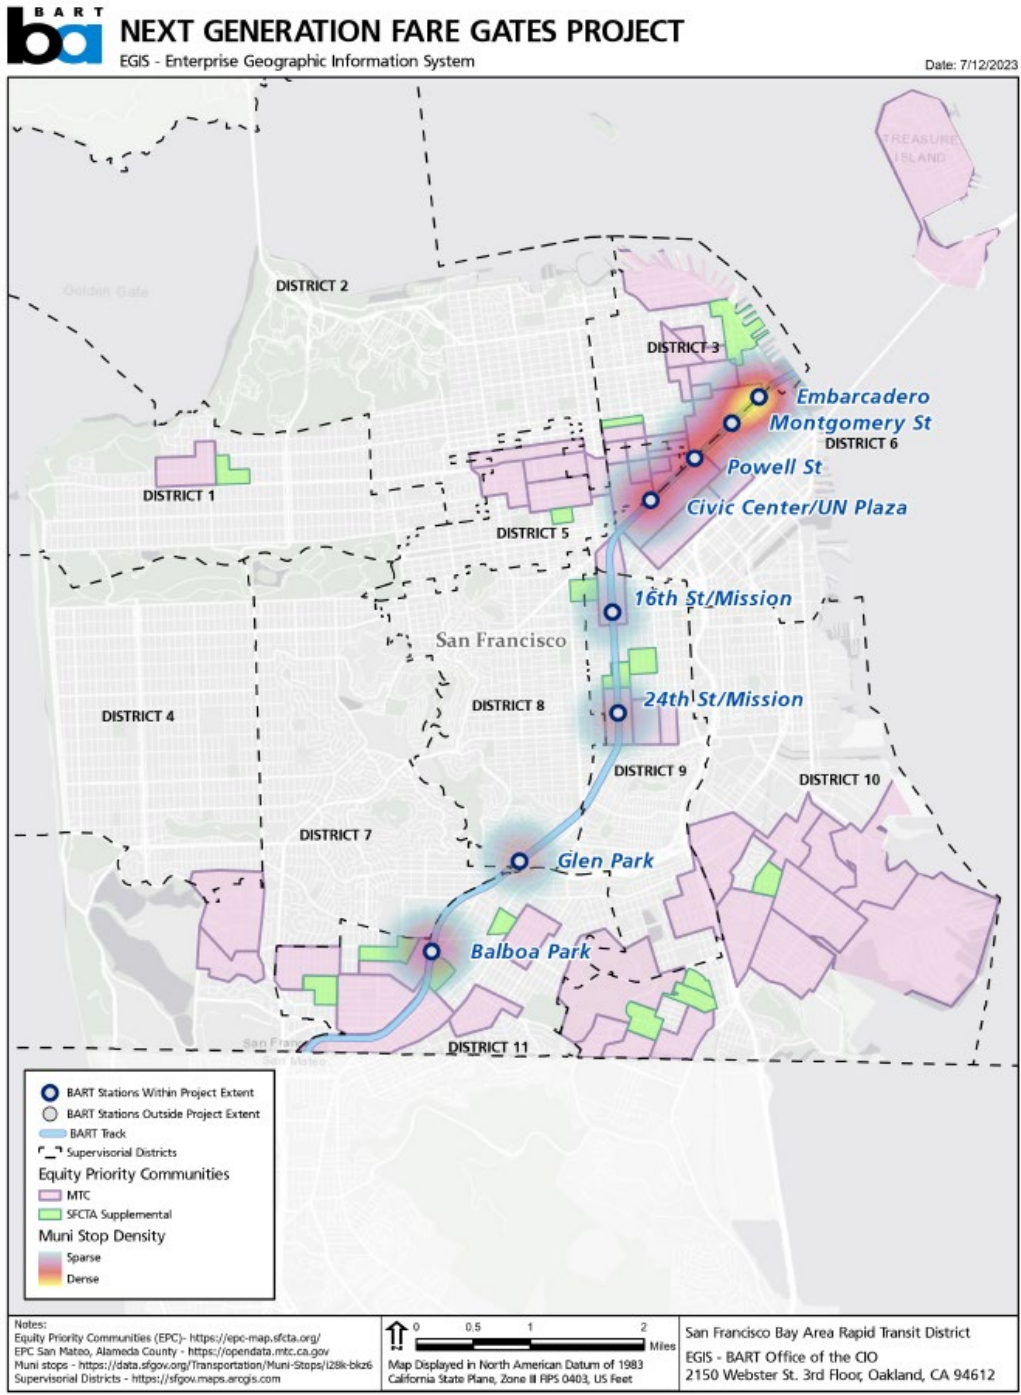 BART
ba
NEXT GENERATION FARE GATES PROJECT
EGIS - Enterprise Geographic Information System
Date: 7/12/2023
TREASURE
ISLAND
DISTRICT 2
Golden Gate
DISTRICT 3
Embarcadero
Montgomery St
DISTRICT 6
Powell St
DISTRICT 1
Civic Center/UN Plaza
DISTRICT 5
16th St/Mission
San Francisco
24th St/Mission
DISTRICT 8
DISTRICT 4
DISTRICT 9
DISTRICT 10
DISTRICT 7
Glen Park
Balboa Park
San Fran
San Mateo
DISTRICT 11
BART Stations Within Project Extent
BART Stations Outside Project Extent
BART Track
Supervisorial Districts
Equity Priority Communities
MTC
SFCTA Supplemental
Muni Stop Density
Sparse
Dense
Notes:
Equity Priority Communities (EPC)- https://epc-map.sfcta.org/
EPC San Mateo, Alameda County - https://opendata.mtc.ca.gov
Muni stops - https://data.sfgov.org/Transportation/Muni-Stops/i28k-bkz6
Supervisorial Districts - https://sfgov.maps.arcgis.com
0 0.5 1 2
Miles
Map Displayed in North American Datum of 1983
California State Plane, Zone III FIPS 0403, US Feet
San Francisco Bay Area Rapid Transit District
EGIS - BART Office of the CIO
2150 Webster St. 3rd Floor, Oakland, CA 94612